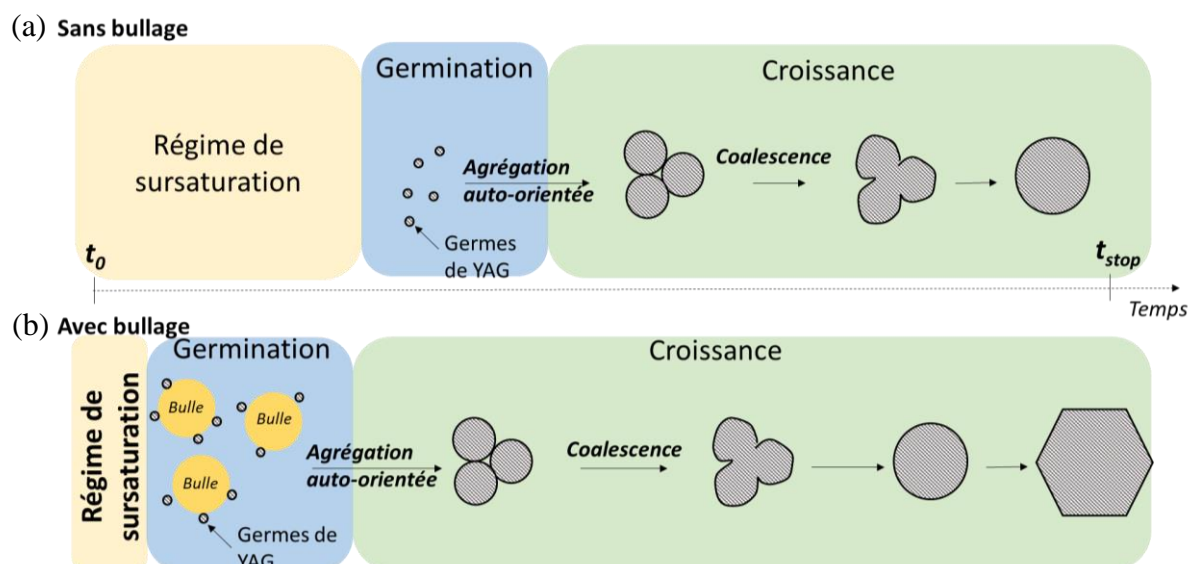 (a) Sans bullage
Germination
Croissance
Régime de
sursaturation
Agrégation
auto-orientée
Coalescence
Germes
de YAG
t0
tstop
Temps
(b) Avec bullage
Germination
Croissance
Régime de
sursaturation
Bulle
Bulle
Bulle
Agrégation
auto-orientée
Coalescence
Germes de
YAG